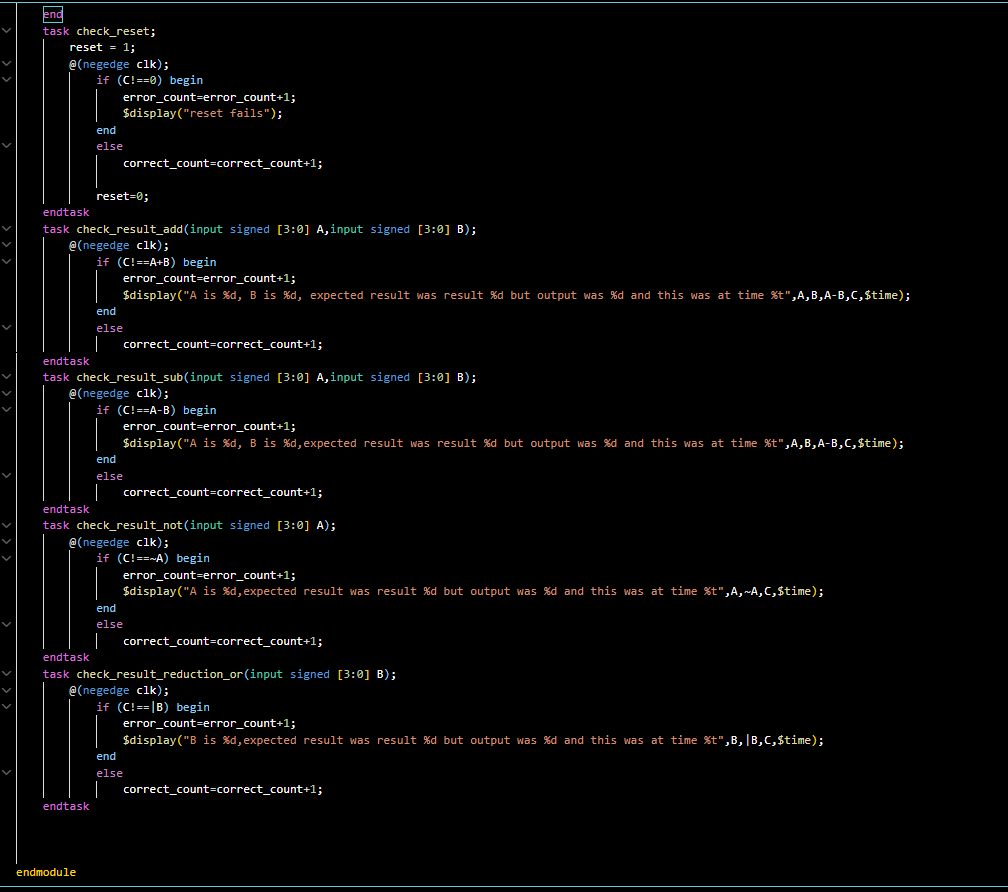 end
task check_reset;
reset = 1;
@(negedge clk);
if (C!==0) begin
error_count=error_count+1;
$display("reset fails");
end
else
correct_count=correct_count+1;
reset=0;
endtask
task check_result_add(input signed [3:0] A,input signed [3:0] B);
@(negedge clk);
if (C!==A+B) begin
error_count=error_count+1;
$display("A is %d, B is %d, expected result was result %d but output was %d and this was at time %t",A,B,A-B,C,$time);
end
else
correct_count=correct_count+1;
endtask
task check_result_sub(input signed [3:0] A,input signed [3:0] B);
@(negedge clk);
if (C!==A-B) begin
error_count=error_count+1;
$display("A is %d, B is %d,expected result was result %d but output was %d and this was at time %t",A,B,A-B,C,$time);
end
else
correct_count=correct_count+1;
endtask
task check_result_not(input signed [3:0] A);
@(negedge clk);
if (C!==~A) begin
error_count=error_count+1;
$display("A is %d,expected result was result %d but output was %d and this was at time %t",A,~A,C,$time);
end
else
correct_count=correct_count+1;
endtask
task check_result_reduction_or(input signed [3:0] B);
@(negedge clk);
if (C!==|B) begin
error_count=error_count+1;
$display("B is %d,expected result was result %d but output was %d and this was at time %t",B,|B,C,$time);
end
else
correct_count=correct_count+1;
endtask
endmodule